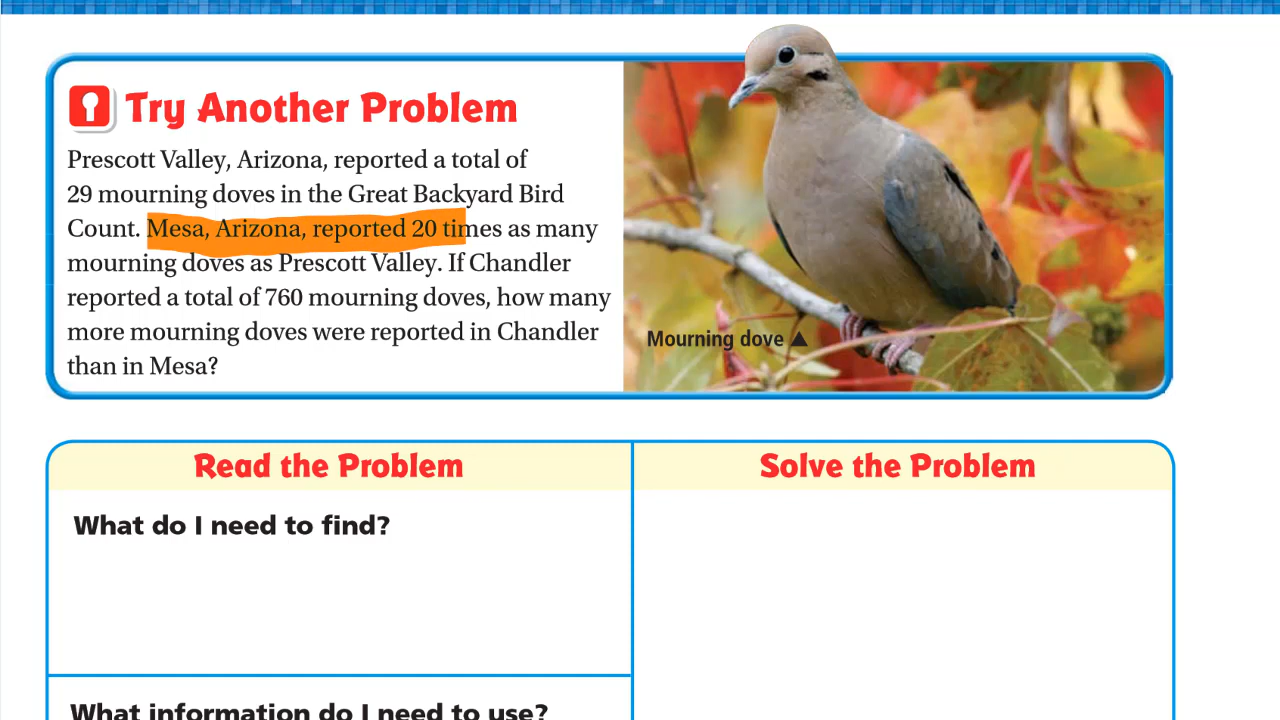 Try Another Problem
Prescott Valley, Arizona, reported a total of
29 mourning doves in the Great Backyard Bird
Count. Mesa, Arizona, reported 20 times as many
mourning doves as Prescott Valley. If Chandler
reported a total of 760 mourning doves, how many
more mourning doves were reported in Chandler
than in Mesa?
Mourning dove ▲
Read the Problem
Solve the Problem
What do I need to find?
What information do I need to use?